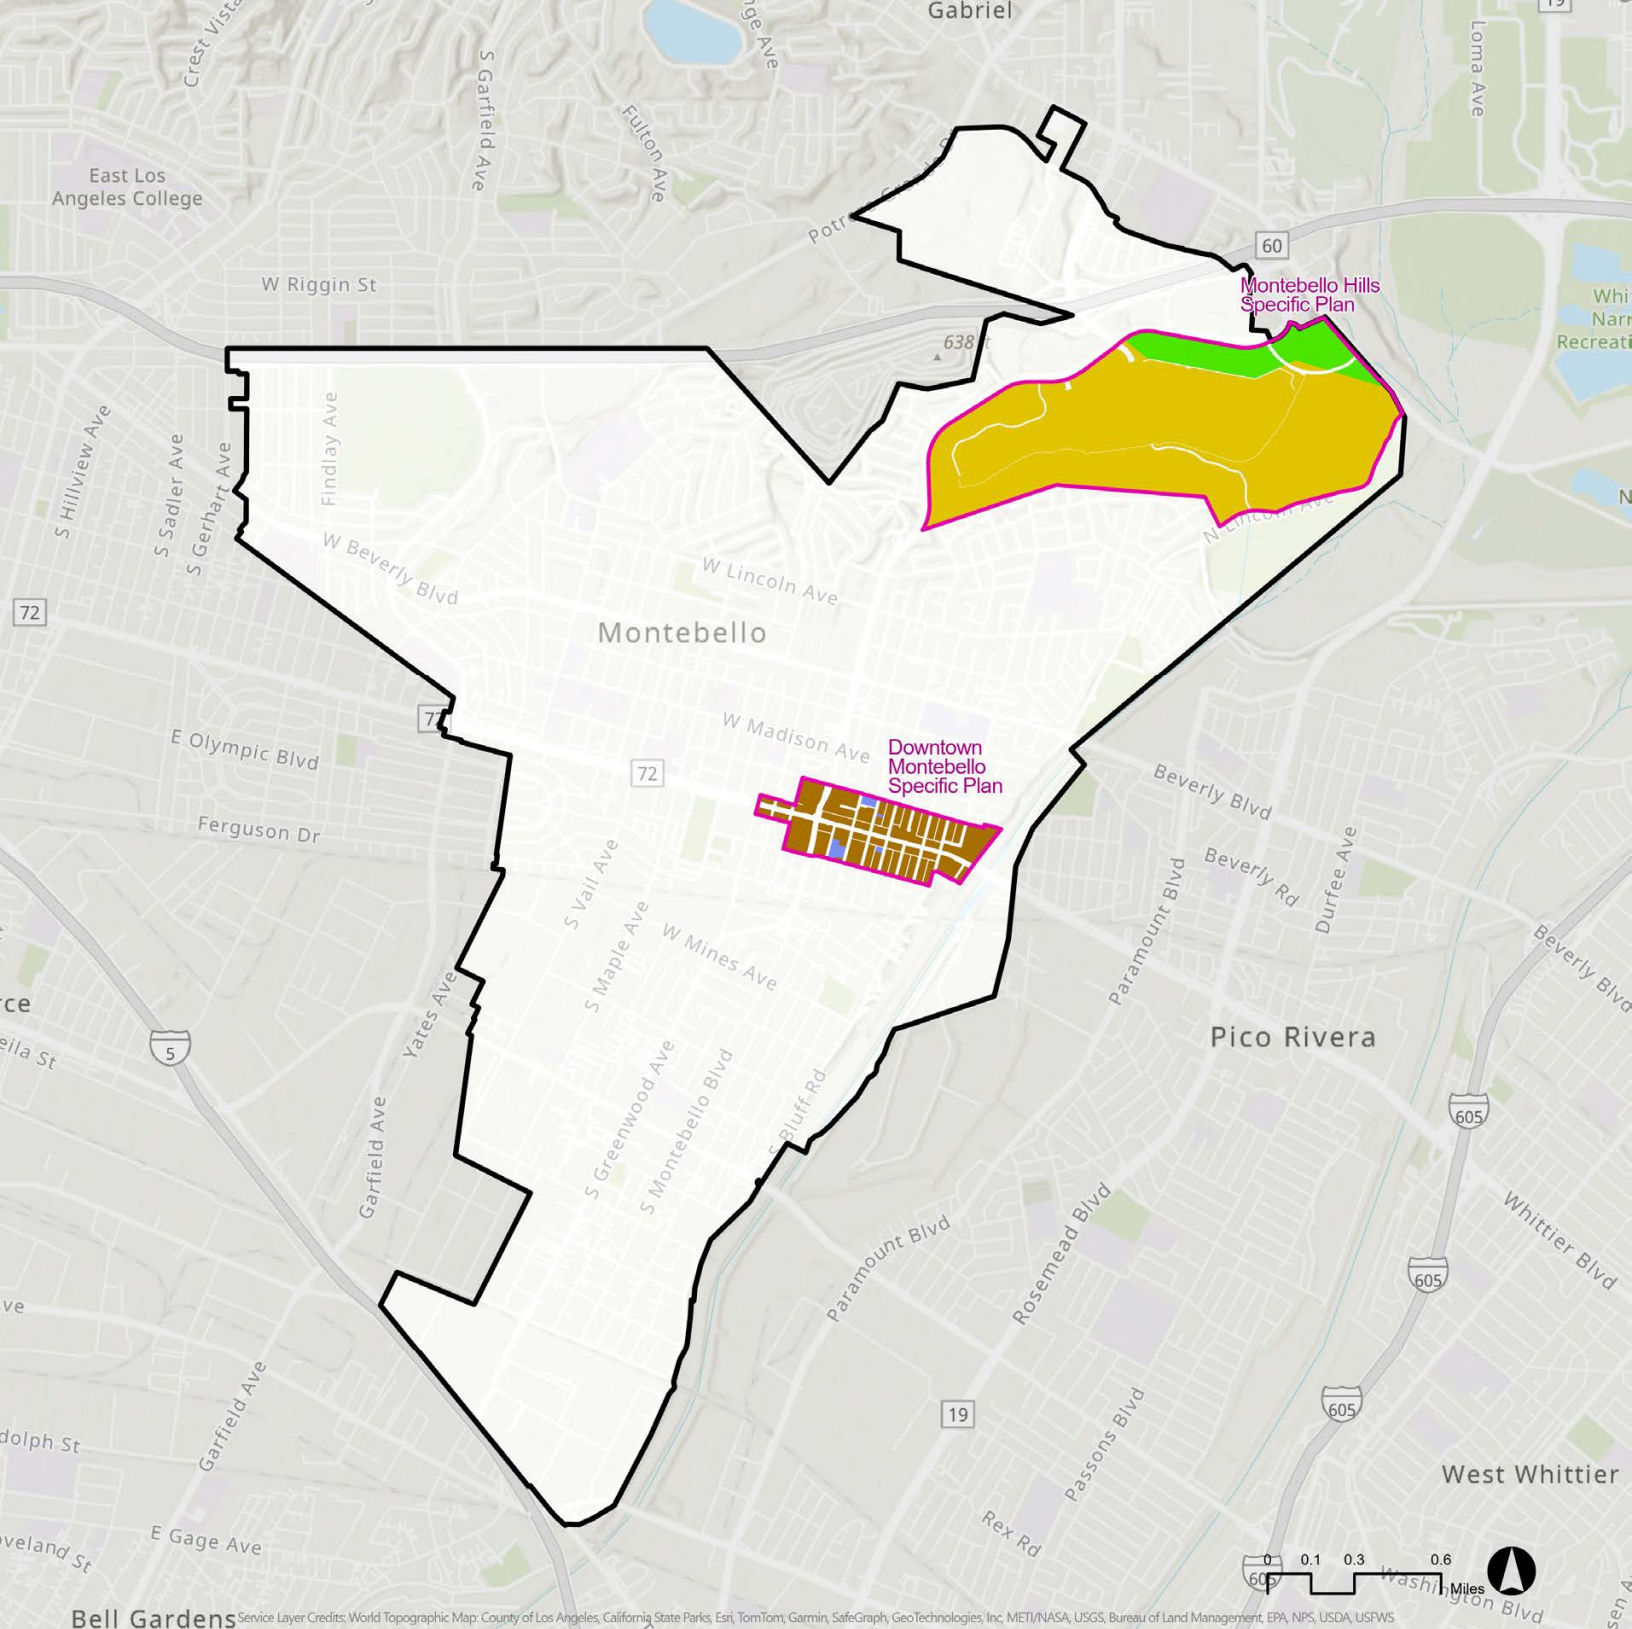 Gabriel
19
Crest Vista
S Garfield Ave
Fulton Ave
Loma Ave
East Los
Angeles College
60
W Riggin St
Montebello Hills
Specific Plan
638
Findlay Ave
S Hillview Ave
S Sadler Ave
S Gerhart Ave
W Beverly Blvd
W Lincoln Ave
N Lincoln Ave
72
Montebello
72
E Olympic Blvd
W Madison Ave
72
Downtown
Montebello
Specific Plan
Beverly Blvd
Ferguson Dr
Beverly Rd
Durfee Ave
Paramount Blvd
S Vail Ave
S Maple Ave
W Mines Ave
Beverly Blvd
Yates Ave
5
Pico Rivera
S Greenwood Ave
S Montebello Blvd
S Bluff Rd
605
Garfield Ave
Paramount Blvd
Rosemead Blvd
Whittier Blvd
605
Garfield Ave
19
Passons Blvd
605
West Whittier
E Gage Ave
Rex Rd
605
0 0.1 0.3 0.6
Miles
Washington Blvd
Bell Gardens
Service Layer Credits: World Topographic Map: County of Los Angeles, California State Parks, Esri, TomTom, Garmin, SafeGraph, GeoTechnologies, Inc, METI/NASA, USGS, Bureau of Land Management, EPA, NPS, USDA, USFWS